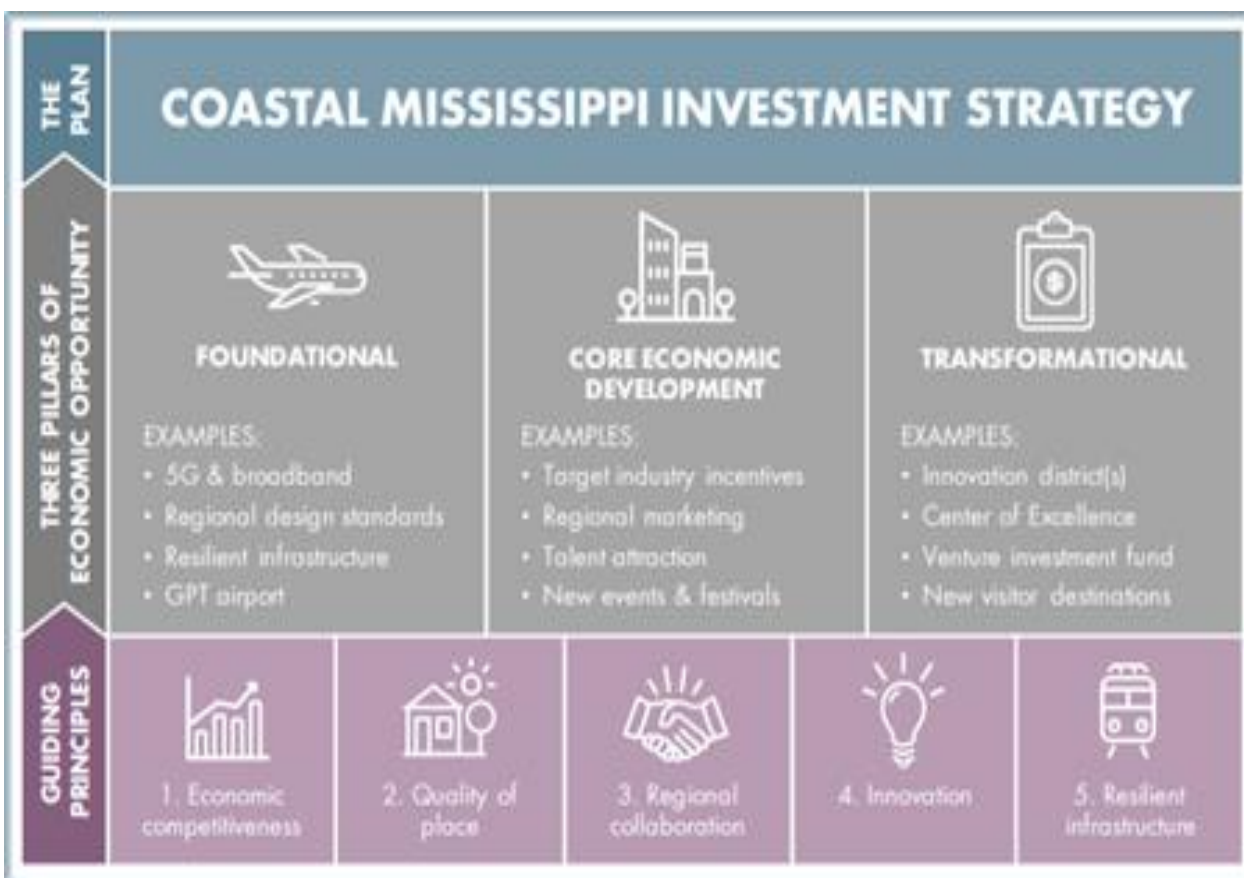 THE
PLAN
COASTAL MISSISSIPPI INVESTMENT STRATEGY
THREE PILLARS OF
ECONOMIC OPPORTUNITY
FOUNDATIONAL
EXAMPLES:
• 5G & broadband
• Regional design standards
• Resilient infrastructure
• GPT airport
CORE ECONOMIC
DEVELOPMENT
EXAMPLES:
• Target industry incentives
• Regional marketing
• Talent attraction
• New events & festivals
$
TRANSFORMATIONAL
EXAMPLES:
• Innovation district(s)
• Center of Excellence
• Venture investment fund
• New visitor destinations
GUIDING
PRINCIPLES
1. Economic
competitiveness
2. Quality of
place
3. Regional
collaboration
4. Innovation
5. Resilient
infrastructure